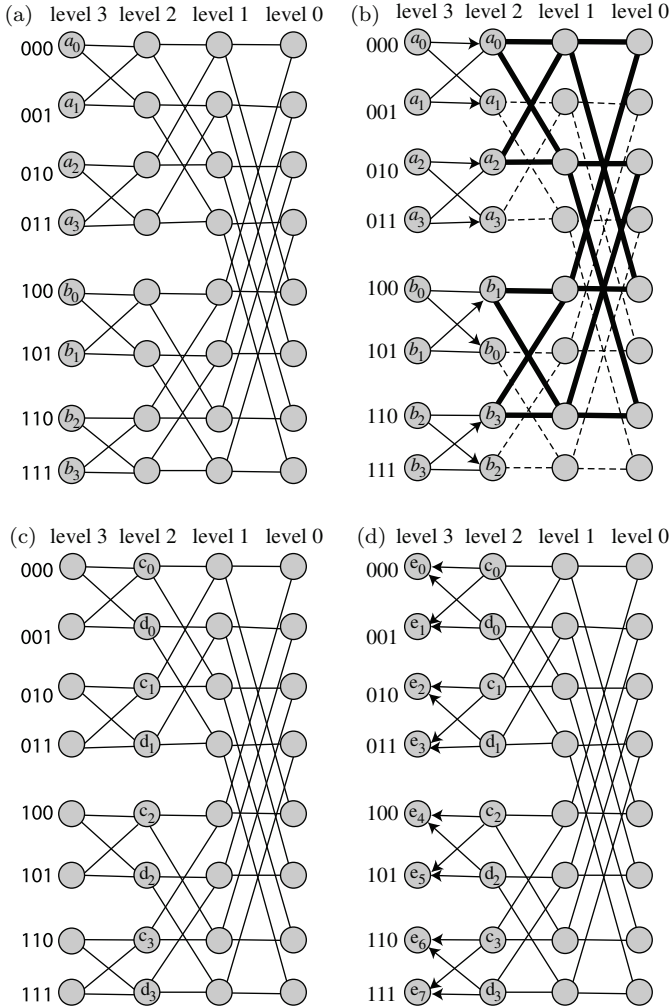 (a) level 3 level 2 level 1 level 0
000 a0
001 a1
010 a2
011 a3
100 b0
101 b1
110 b2
111 b3
(b) level 3 level 2 level 1 level 0
000 a0 a0
001 a1 a1
010 a2 a2
011 a3 a3
100 b0 b1
101 b1 b0
110 b2 b3
111 b3 b2
(c) level 3 level 2 level 1 level 0
000 c0
001 d0
010 c1
011 d1
100 c2
101 d2
110 c3
111 d3
(d) level 3 level 2 level 1 level 0
000 e0 c0
001 e1 d0
010 e2 c1
011 e3 d1
100 e4 c2
101 e5 d2
110 e6 c3
111 e7 d3